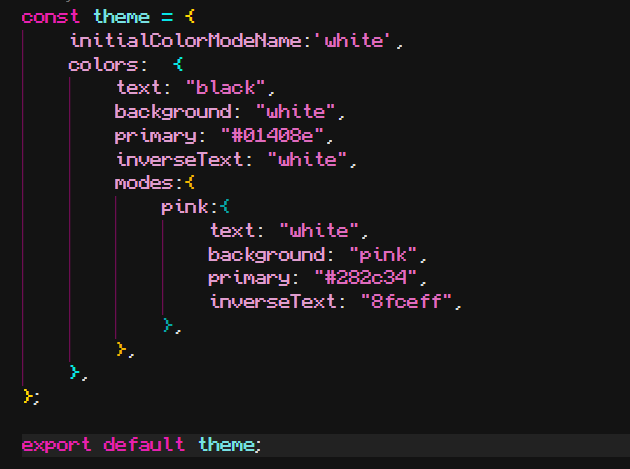 const theme = {
initialColorModeName:'white',
colors:  {
text: "black",
background: "white",
primary: "#01408e",
inverseText: "white",
modes:{
pink:{
text: "white",
background: "pink",
primary: "#282c34",
inverseText: "8fceff",
},
},
},
};
export default theme;